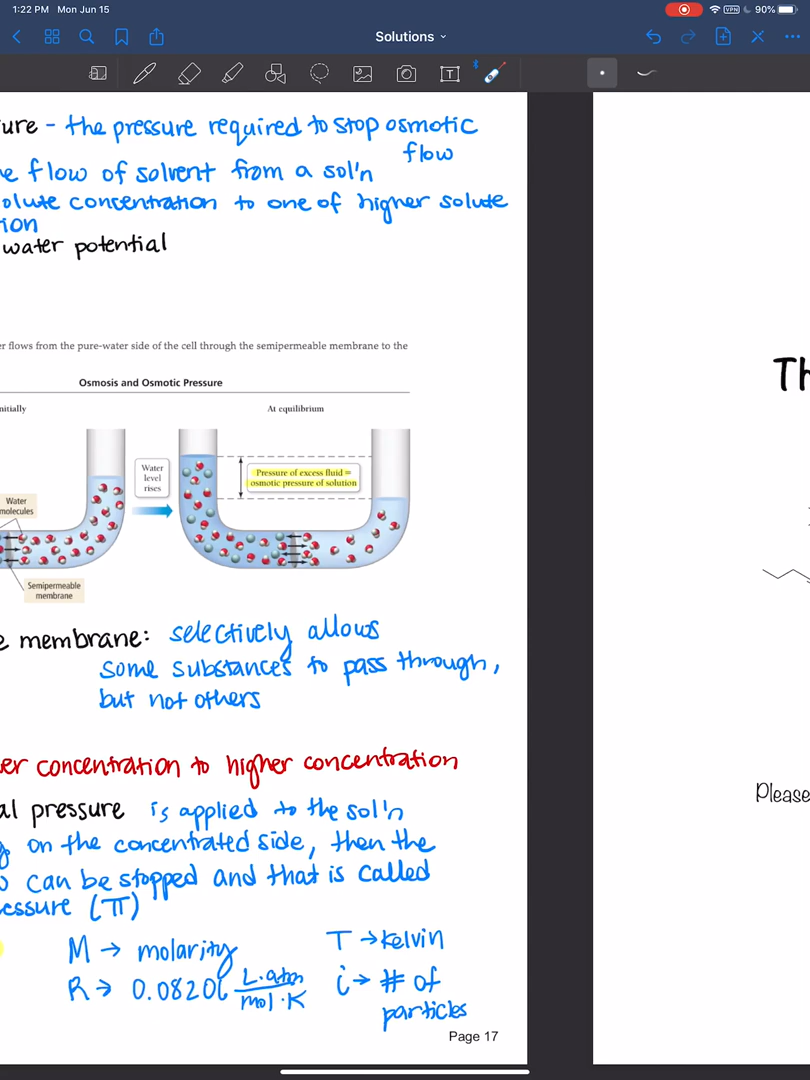 1:22 PM Mon Jun 15
VPN 90%
Solutions
T
ure - the pressure required to stop osmotic
flow
e flow of solvent from a sol'n
olute concentration to one of higher solute
ion
water potential
er flows from the pure-water side of the cell through the semipermeable membrane to the
Osmosis and Osmotic Pressure
nitially
At equilibrium
Water
level
rises
Pressure of excess fluid =
osmotic pressure of solution
Water
molecules
Semipermeable
membrane
e membrane: selectively allows
some substances to pass through,
but not others
er concentration to higher concentration
al pressure is applied to the sol'n
g on the concentrated side, then the
o can be stopped and that is called
essure (π)
M → molarity
T → Kelvin
R → 0.08206 L·atm/mol·K
i → # of
particles
Page 17
Th
Please